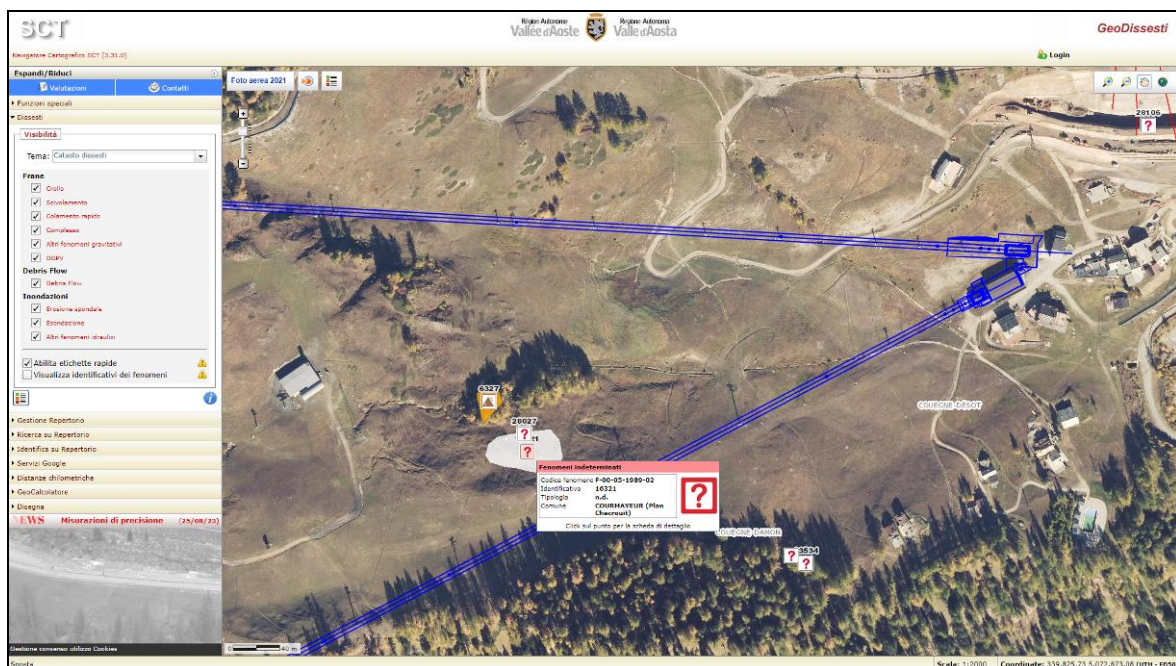 SCT
Région Autonome
Vallée d'Aoste
Regione Autonoma
Valle d'Aosta
GeoDissesti
Navigatore Cartografico SCT (3.31.0)
Login
Espandi/Riduci
Valutazioni
Contatti
Funzioni speciali
Dissesti
Visibilità
Tema: Catasto dissesti
Frane
Crollo
Scivolamento
Colamento rapido
Complesso
Altri fenomeni gravitativi
DGPV
Debris Flow
Debris Flow
Inondazioni
Erosione spondale
Esondazione
Altri fenomeni idraulici
Abilita etichette rapide
Visualizza identificativi dei fenomeni
Gestione Repertorio
Ricerca su Repertorio
Identifica su Repertorio
Servizi Google
Distanze chilometriche
GeoCalcolatore
Disegna
NEWS Misurazioni di precisione (25/08/23)
Gestione consenso utilizzo Cookies
Sposta
Foto aerea 2021
28106
?
6327
28027
?
?
Fenomeni indeterminati
Codice fenomeno F-00-05-1989-02
Identificativo 16321
Tipologia n.d.
Comune COURMAYEUR (Plan
Checrouit)
?
Click sul punto per la scheda di dettaglio
COUEGNE-DESOT
COUEGNE-DAMON
3534
? ?
0 40 m
Scala: 1:2000 Coordinate: 339.825,73 5.072.873,08